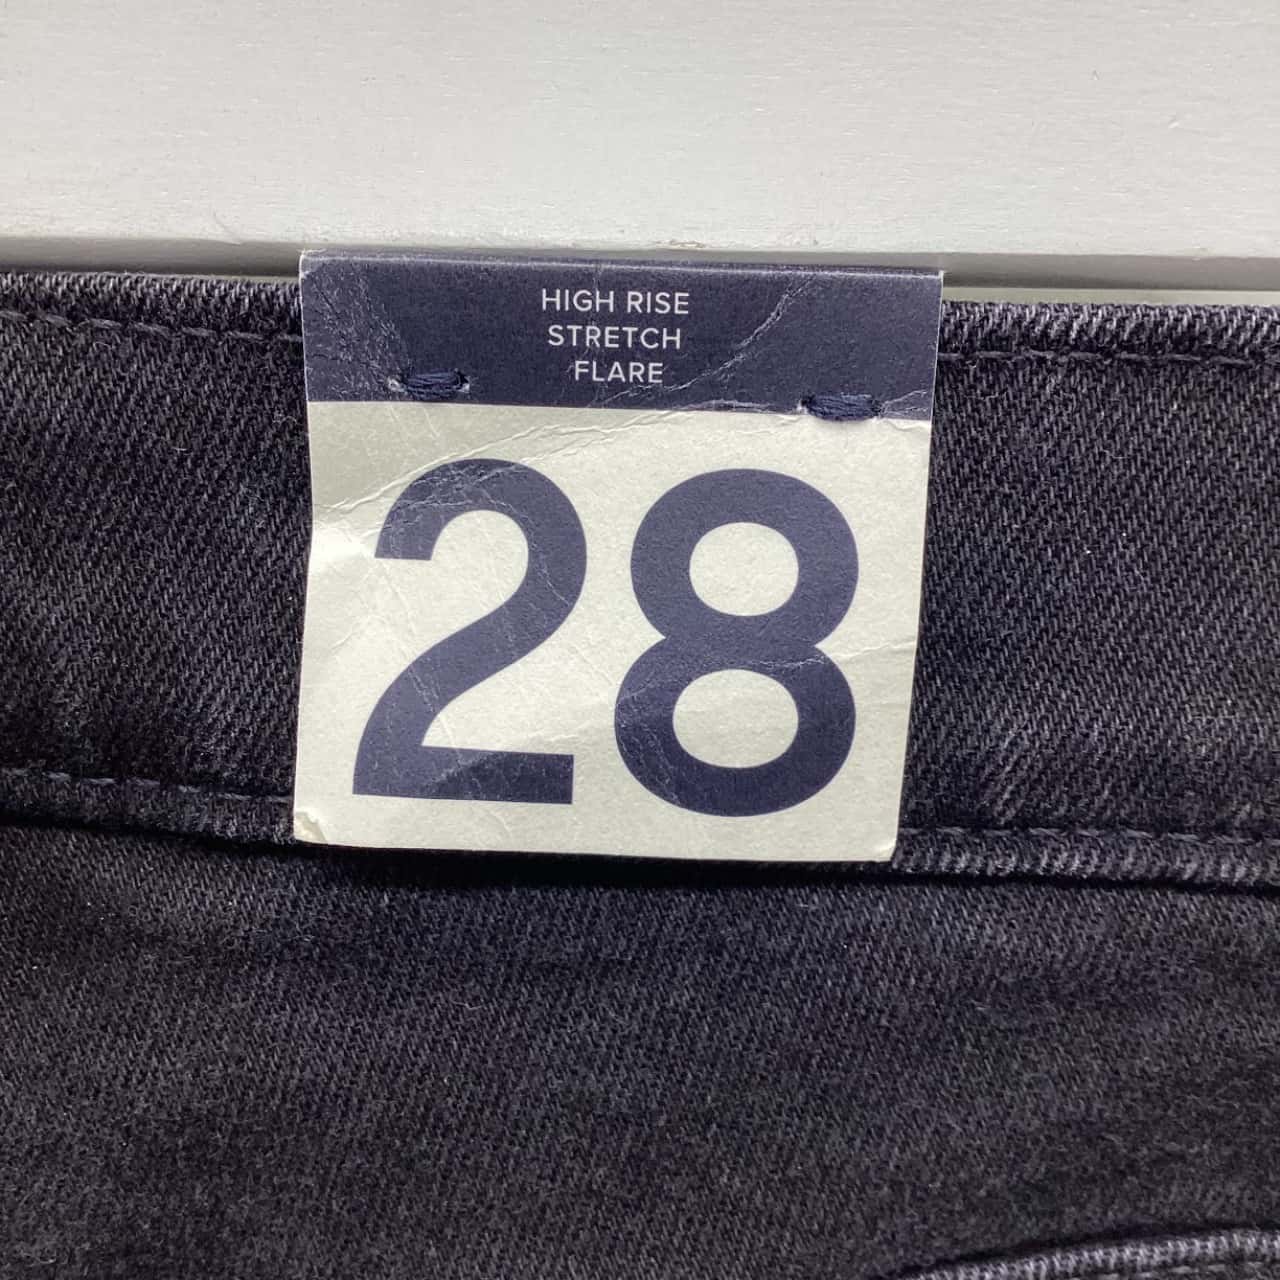 HIGH RISE
STRETCH
FLARE
28